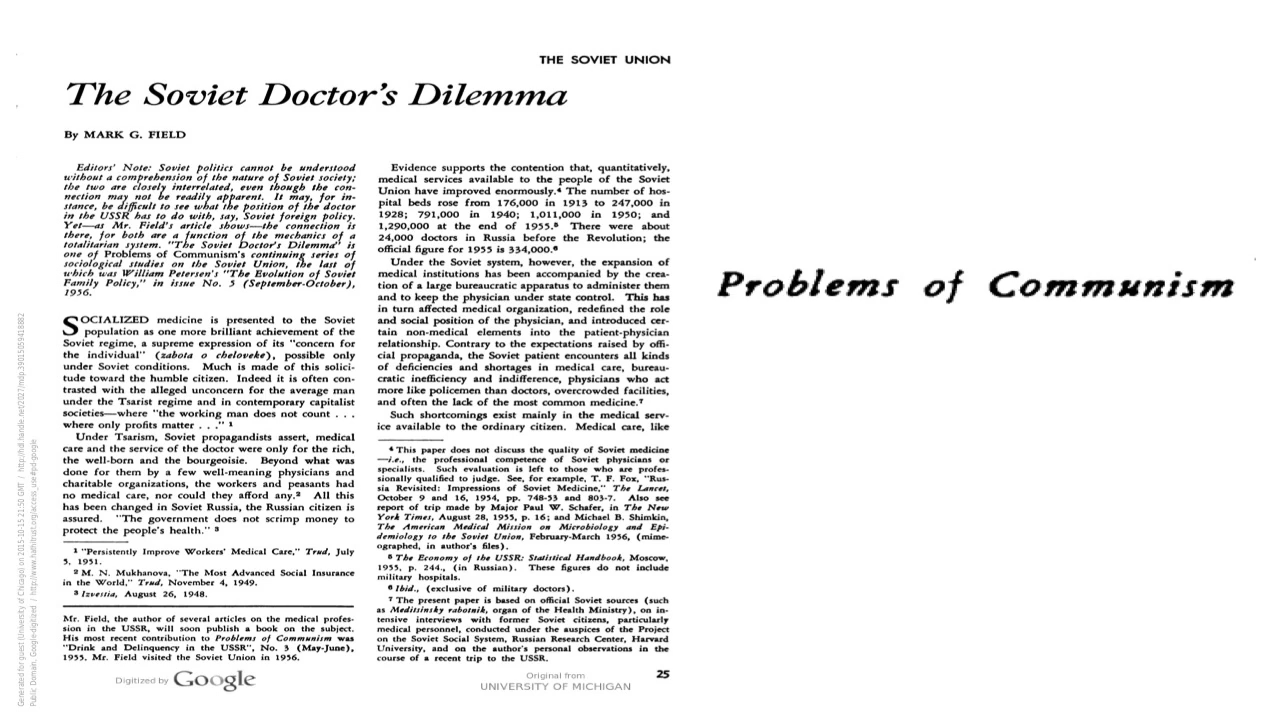 THE SOVIET UNION
The Soviet Doctor's Dilemma
By MARK G. FIELD
Editors' Note: Soviet politics cannot be understood
without a comprehension of the nature of Soviet society;
the two are closely interrelated, even though the con-
nection may not be readily apparent. It may, for in-
stance, be difficult to see what the position of the doctor
in the USSR has to do with, say, Soviet foreign policy.
Yet—as Mr. Field's article shows—the connection is
there, for both are a function of the mechanics of a
totalitarian system. "The Soviet Doctor's Dilemma" is
one of Problems of Communism's continuing series of
sociological studies on the Soviet Union, the last of
which was William Petersen's "The Evolution of Soviet
Family Policy," in issue No. 5 (September-October),
1956.
SOCIALIZED medicine is presented to the Soviet
population as one more brilliant achievement of the
Soviet regime, a supreme expression of its "concern for
the individual" (zabota o cheloveke), possible only
under Soviet conditions. Much is made of this solici-
tude toward the humble citizen. Indeed it is often con-
trasted with the alleged unconcern for the average man
under the Tsarist regime and in contemporary capitalist
societies—where "the working man does not count . . .
where only profits matter . . ." 1
Under Tsarism, Soviet propagandists assert, medical
care and the service of the doctor were only for the rich,
the well-born and the bourgeoisie. Beyond what was
done for them by a few well-meaning physicians and
charitable organizations, the workers and peasants had
no medical care, nor could they afford any.2 All this
has been changed in Soviet Russia, the Russian citizen is
assured. "The government does not scrimp money to
protect the people's health." 3
1 "Persistently Improve Workers' Medical Care," Trud, July
5, 1951.
2 M. N. Mukhanova, "The Most Advanced Social Insurance
in the World," Trud, November 4, 1949.
3 Izvestia, August 26, 1948.
Mr. Field, the author of several articles on the medical profes-
sion in the USSR, will soon publish a book on the subject.
His most recent contribution to Problems of Communism was
"Drink and Delinquency in the USSR", No. 3 (May-June),
1955. Mr. Field visited the Soviet Union in 1956.
Evidence supports the contention that, quantitatively,
medical services available to the people of the Soviet
Union have improved enormously.4 The number of hos-
pital beds rose from 176,000 in 1913 to 247,000 in
1928; 791,000 in 1940; 1,011,000 in 1950; and
1,290,000 at the end of 1955.5 There were about
24,000 doctors in Russia before the Revolution; the
official figure for 1955 is 334,000.6
Under the Soviet system, however, the expansion of
medical institutions has been accompanied by the crea-
tion of a large bureaucratic apparatus to administer them
and to keep the physician under state control. This has
in turn affected medical organization, redefined the role
and social position of the physician, and introduced cer-
tain non-medical elements into the patient-physician
relationship. Contrary to the expectations raised by offi-
cial propaganda, the Soviet patient encounters all kinds
of deficiencies and shortages in medical care, bureau-
cratic inefficiency and indifference, physicians who act
more like policemen than doctors, overcrowded facilities,
and often the lack of the most common medicine.7
Such shortcomings exist mainly in the medical serv-
ice available to the ordinary citizen. Medical care, like
4 This paper does not discuss the quality of Soviet medicine
—i.e., the professional competence of Soviet physicians or
specialists. Such evaluation is left to those who are profes-
sionally qualified to judge. See, for example, T. F. Fox, "Rus-
sia Revisited: Impressions of Soviet Medicine," The Lancet,
October 9 and 16, 1954, pp. 748-53 and 803-7. Also see
report of trip made by Major Paul W. Schafer, in The New
York Times, August 28, 1955, p. 16; and Michael B. Shimkin,
The American Medical Mission on Microbiology and Epi-
demiology to the Soviet Union, February-March 1956, (mime-
ographed, in author's files).
5 The Economy of the USSR: Statistical Handbook, Moscow,
1955, p. 244., (in Russian). These figures do not include
military hospitals.
6 Ibid., (exclusive of military doctors).
7 The present paper is based on official Soviet sources (such
as Meditsinsky rabotnik, organ of the Health Ministry), on in-
tensive interviews with former Soviet citizens, particularly
medical personnel, conducted under the auspices of the Project
on the Soviet Social System, Russian Research Center, Harvard
University, and on the author's personal observations in the
course of a recent trip to the USSR.
25
Digitized by Google
Original from
UNIVERSITY OF MICHIGAN
Problems of Communism
Generated for guest (University of Chicago) on 2015-10-15 21:50 GMT / http://hdl.handle.net/2027/mdp.39015059418882
Public Domain, Google-digitized / http://www.hathitrust.org/access_use#pd-google